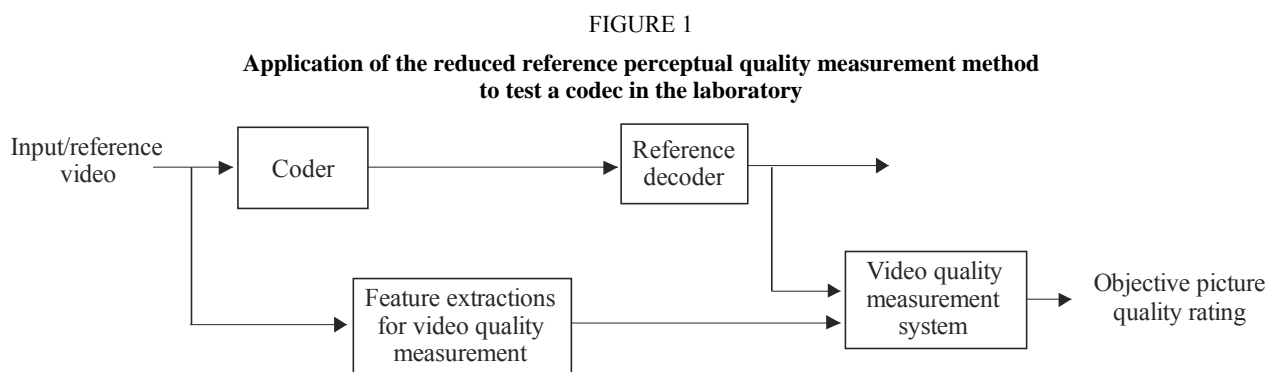 FIGURE 1
Application of the reduced reference perceptual quality measurement method
to test a codec in the laboratory
Input/reference
video
Coder
Reference
decoder
Feature extractions
for video quality
measurement
Video quality
measurement
system
Objective picture
quality rating